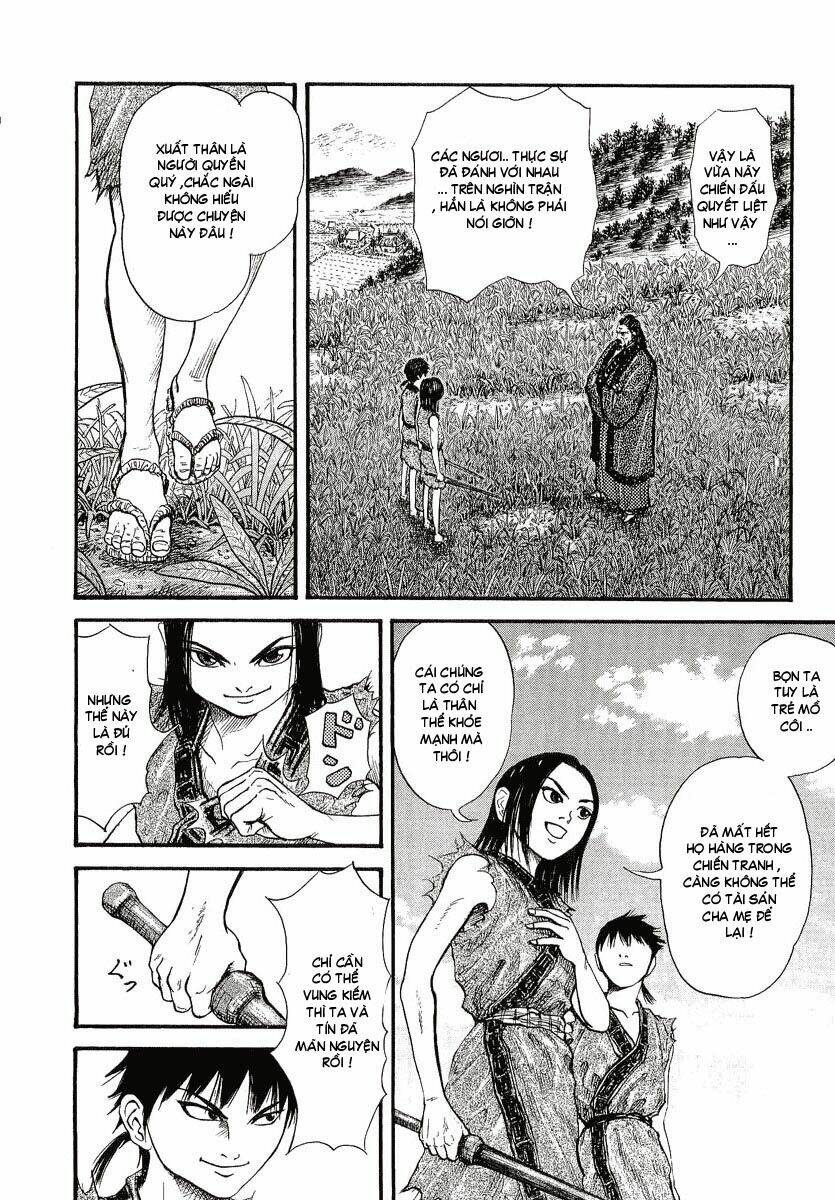 VẬY LÀ
VỪA NÀY
CHIẾN DẤU
QUYẾT LIỆT
NHƯ VẬY
...
CÁC NGƯƠI.. THỰC SỰ
ĐÃ ĐÁNH VỚI NHAU
... TRÊN NGHÌN TRẬN
, HẲN LÀ KHÔNG PHẢI
NÓI GIỠN !
XUẤT THÂN LÀ
NGƯỜI QUYỀN
QUÝ ,CHẮC NGÀI
KHÔNG HIỂU
ĐƯỢC CHUYỆN
NÀY ĐÂU !
BỌN TA
TUY LÀ
TRẺ MỒ
CÔI ..
ĐÃ MẤT HẾT
HỌ HÀNG TRONG
CHIẾN TRANH ,
CÀNG KHÔNG THỂ
CÓ TÀI SẢN
CHA MẸ ĐỂ
LẠI !
CÁI CHÚNG
TA CÓ CHỈ
LÀ THÂN
THỂ KHỎE
MẠNH MÀ
THÔI !
NHƯNG
THẾ NÀY
LÀ ĐỦ
RỒI !
ドン
ぐっ
CHỈ CẦN
CÓ THỂ
VUNG KIẾM
THÌ TA VÀ
TÍN ĐÃ
MÃN NGUYỆN
RỒI !